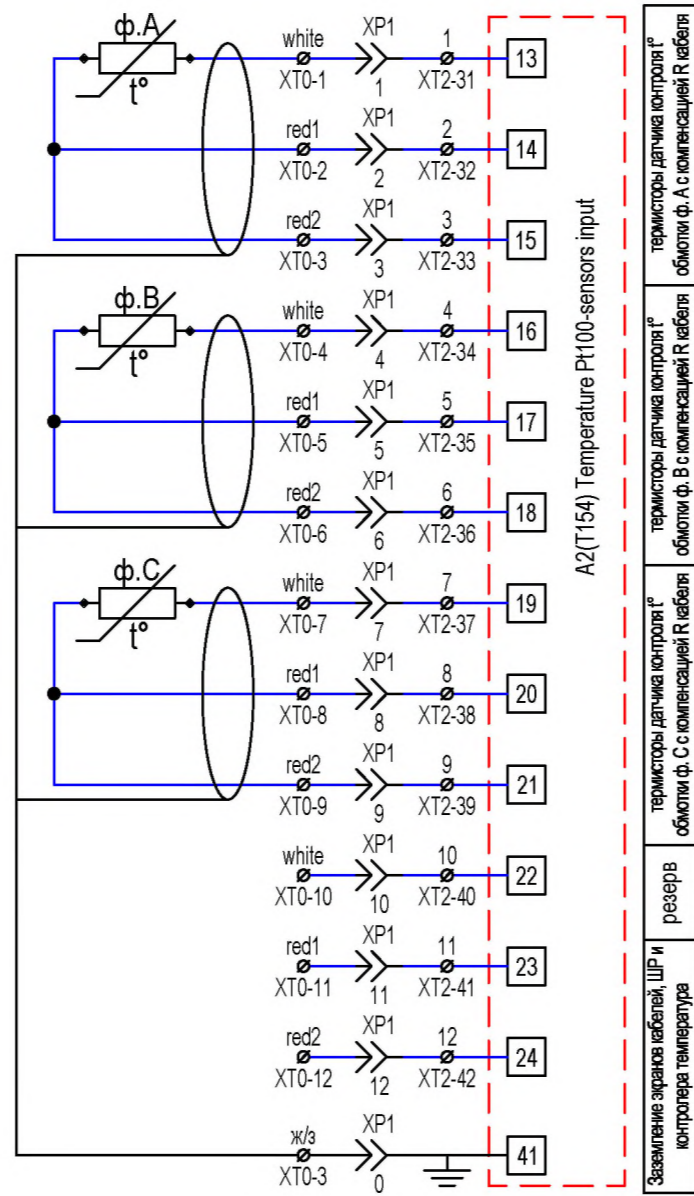 ф.A
t°
white
XT0-1
XP1
1
1
XT2-31
13
red1
XT0-2
XP1
2
2
XT2-32
14
red2
XT0-3
XP1
3
3
XT2-33
15
ф.B
t°
white
XT0-4
XP1
4
4
XT2-34
16
red1
XT0-5
XP1
5
5
XT2-35
17
red2
XT0-6
XP1
6
6
XT2-36
18
ф.C
t°
white
XT0-7
XP1
7
7
XT2-37
19
red1
XT0-8
XP1
8
8
XT2-38
20
red2
XT0-9
XP1
9
9
XT2-39
21
white
XT0-10
XP1
10
10
XT2-40
22
red1
XT0-11
XP1
11
11
XT2-41
23
red2
XT0-12
XP1
12
12
XT2-42
24
ж/з
XT0-3
XP1
0
41
A2(T154) Temperature Pt100-sensors input
термисторы датчика контроля t°
обмотки ф. A с компенсацией R кабеля
термисторы датчика контроля t°
обмотки ф. B с компенсацией R кабеля
термисторы датчика контроля t°
обмотки ф. C с компенсацией R кабеля
резерв
Заземление экранов кабелей, ШР и
контролера температура